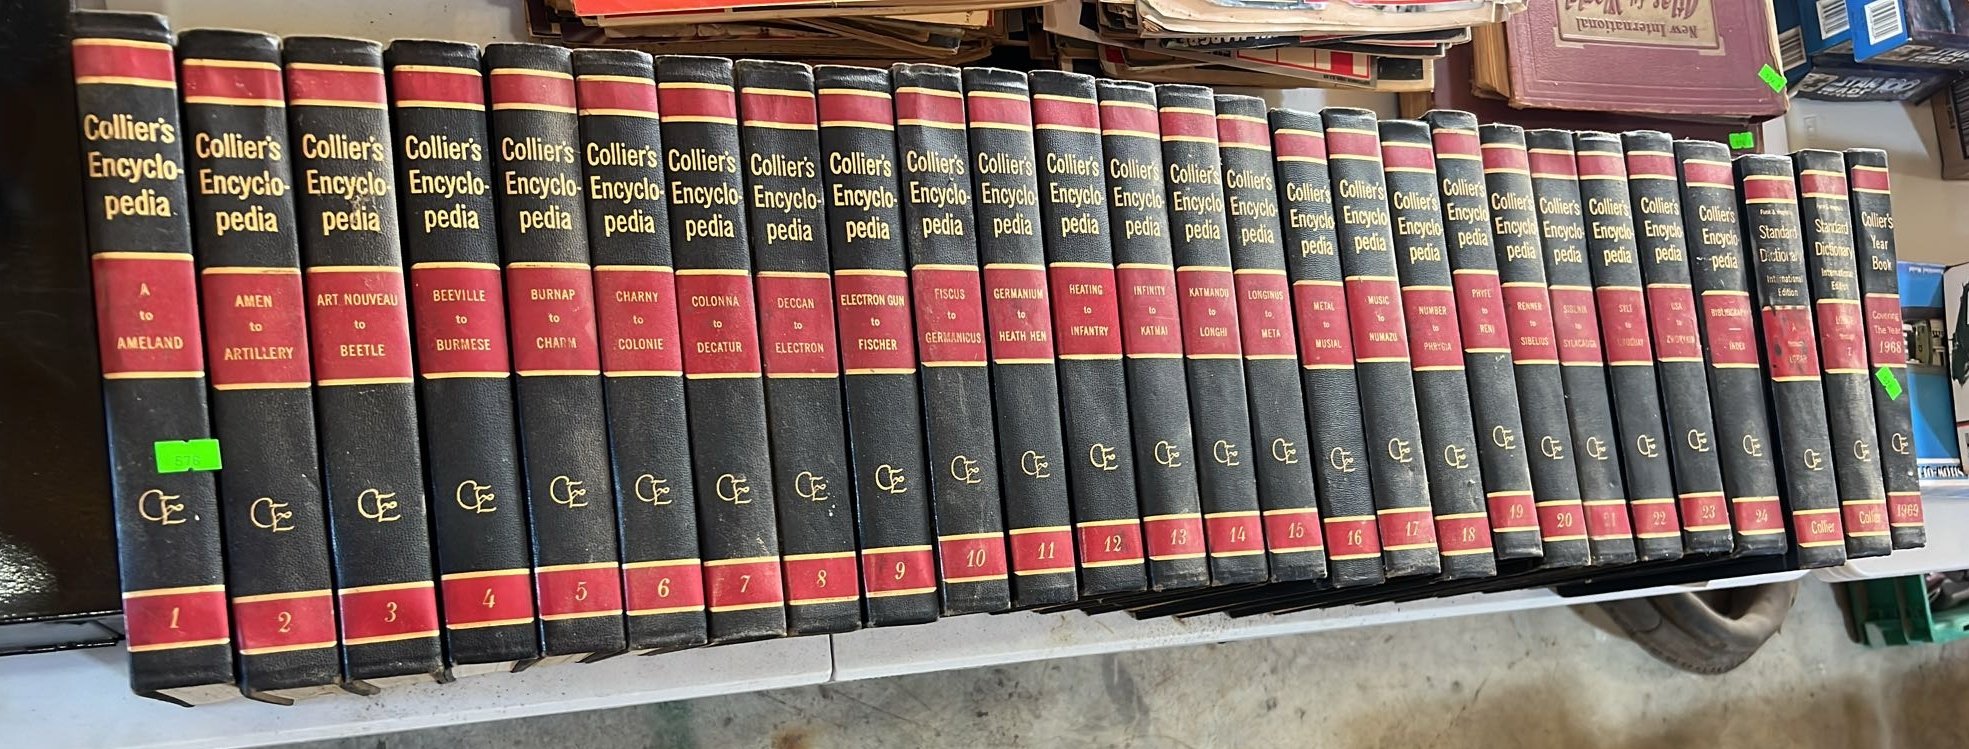 Collier's
Encyclo-
pedia
A
to
AMELAND
576
CE
1
Collier's
Encyclo-
pedia
AMEN
to
ARTILLERY
CE
2
Collier's
Encyclo-
pedia
ART NOUVEAU
to
BEETLE
CE
3
Collier's
Encyclo-
pedia
BEEVILLE
to
BURMESE
CE
4
Collier's
Encyclo-
pedia
BURNAP
to
CHARM
CE
5
Collier's
Encyclo-
pedia
CHARNY
to
COLONIE
CE
6
Collier's
Encyclo-
pedia
COLONNA
to
DECATUR
CE
7
Collier's
Encyclo-
pedia
DECCAN
to
ELECTRON
CE
8
Collier's
Encyclo-
pedia
ELECTRON GUN
to
FISCHER
CE
9
Collier's
Encyclo-
pedia
FISCUS
to
GERMANICUS
CE
10
Collier's
Encyclo-
pedia
GERMANIUM
to
HEATH HEN
CE
11
Collier's
Encyclo-
pedia
HEATING
to
INFANTRY
CE
12
Collier's
Encyclo-
pedia
INFINITY
to
KATMAI
CE
13
Collier's
Encyclo-
pedia
KATMANDU
to
LONGHI
CE
14
Collier's
Encyclo-
pedia
LONGINUS
to
META
CE
15
Collier's
Encyclo-
pedia
METAL
to
MUSIAL
CE
16
Collier's
Encyclo-
pedia
MUSIC
to
NUMAZU
CE
17
Collier's
Encyclo-
pedia
NUMBER
to
PHRYGIA
CE
18
Collier's
Encyclo-
pedia
PHYFE
to
RENI
CE
19
Collier's
Encyclo-
pedia
RENNER
to
SIBELIUS
CE
20
Collier's
Encyclo-
pedia
to
SYLACAUGA
CE
21
Collier's
Encyclo-
pedia
to
CE
22
Collier's
Encyclo-
pedia
USA
to
ZWORYKIN
CE
23
Collier's
Encyclo-
pedia
BIBLIOGRAPHY
INDEX
CE
24
Standard
Dictionary
International
Edition
A
CE
Collier
Standard
Dictionary
International
Edition
Z
CE
Collier
Collier's
Year
Book
Covering
The Year
1968
CE
1969
New International
Atlas
World